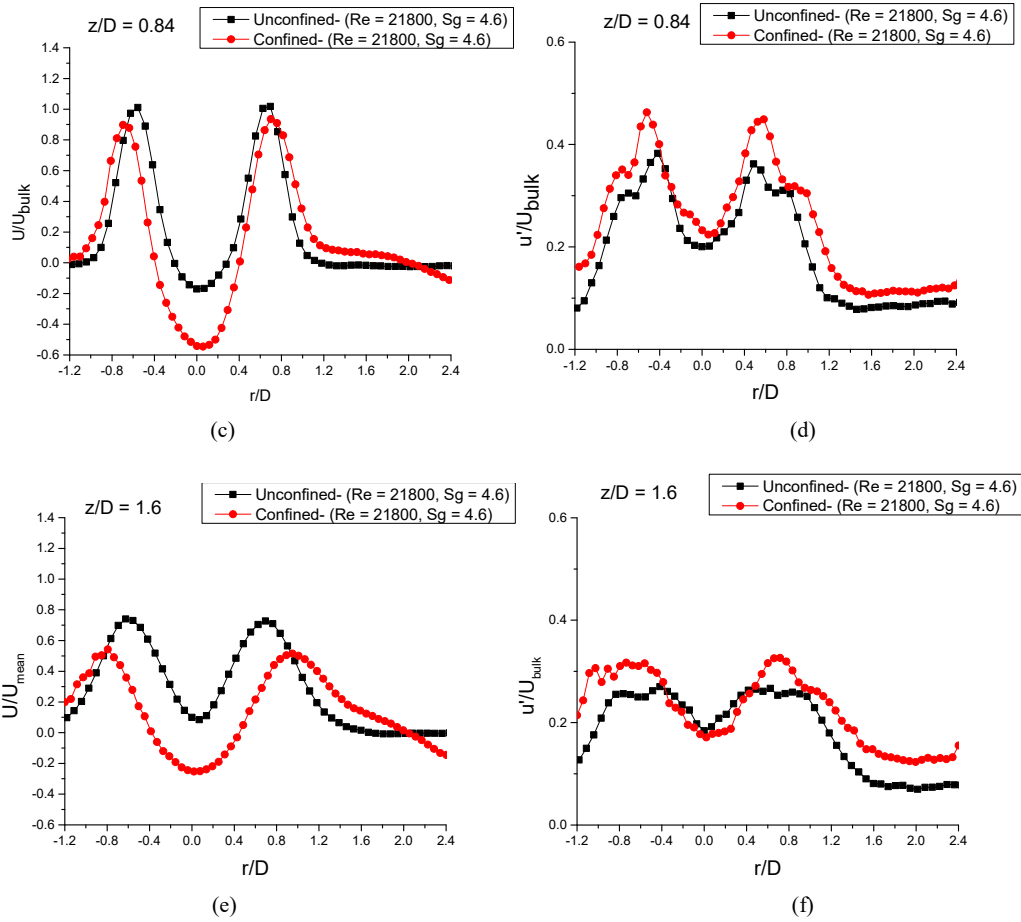 z/D = 0.84
Unconfined- (Re = 21800, Sg = 4.6)
Confined- (Re = 21800, Sg = 4.6)
1.4
1.2
1.0
0.8
0.6
0.4
0.2
0.0
-0.2
-0.4
-0.6
U/Ubulk
-1.2 -0.8 -0.4 0.0 0.4 0.8 1.2 1.6 2.0 2.4
r/D
(c)
z/D = 0.84
Unconfined- (Re = 21800, Sg = 4.6)
Confined- (Re = 21800, Sg = 4.6)
0.6
0.4
0.2
0.0
u'/Ubulk
-1.2 -0.8 -0.4 0.0 0.4 0.8 1.2 1.6 2.0 2.4
r/D
(d)
z/D = 1.6
Unconfined- (Re = 21800, Sg = 4.6)
Confined- (Re = 21800, Sg = 4.6)
1.4
1.2
1.0
0.8
0.6
0.4
0.2
0.0
-0.2
-0.4
-0.6
U/Umean
-1.2 -0.8 -0.4 0.0 0.4 0.8 1.2 1.6 2.0 2.4
r/D
(e)
z/D = 1.6
Unconfined- (Re = 21800, Sg = 4.6)
Confined- (Re = 21800, Sg = 4.6)
0.6
0.4
0.2
0.0
u'/Ubulk
-1.2 -0.8 -0.4 0.0 0.4 0.8 1.2 1.6 2.0 2.4
r/D
(f)